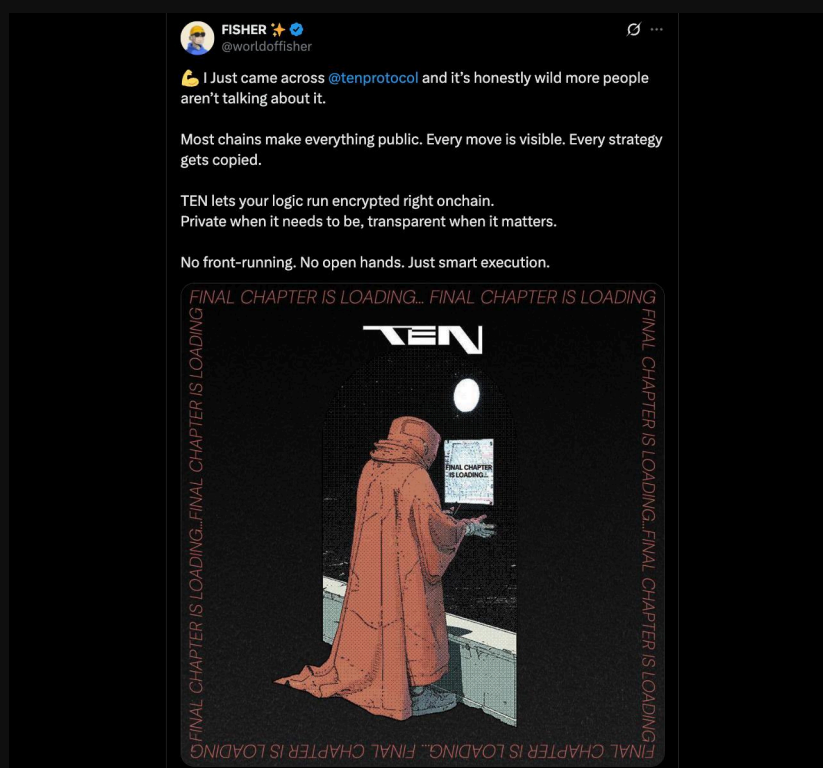 FISHER
@worldoffisher
I Just came across @tenprotocol and it's honestly wild more people
aren't talking about it.
Most chains make everything public. Every move is visible. Every strategy
gets copied.
TEN lets your logic run encrypted right onchain.
Private when it needs to be, transparent when it matters.
No front-running. No open hands. Just smart execution.
FINAL CHAPTER IS LOADING... FINAL CHAPTER IS LOADING
FINAL CHAPTER IS LOADING...FINAL CHAPTER IS LOADING
TEN
FINAL CHAPTER
IS LOADING...
FINAL CHAPTER IS LOADING...FINAL CHAPTER IS LOADING
FINAL CHAPTER IS LOADING... FINAL CHAPTER IS LOADING